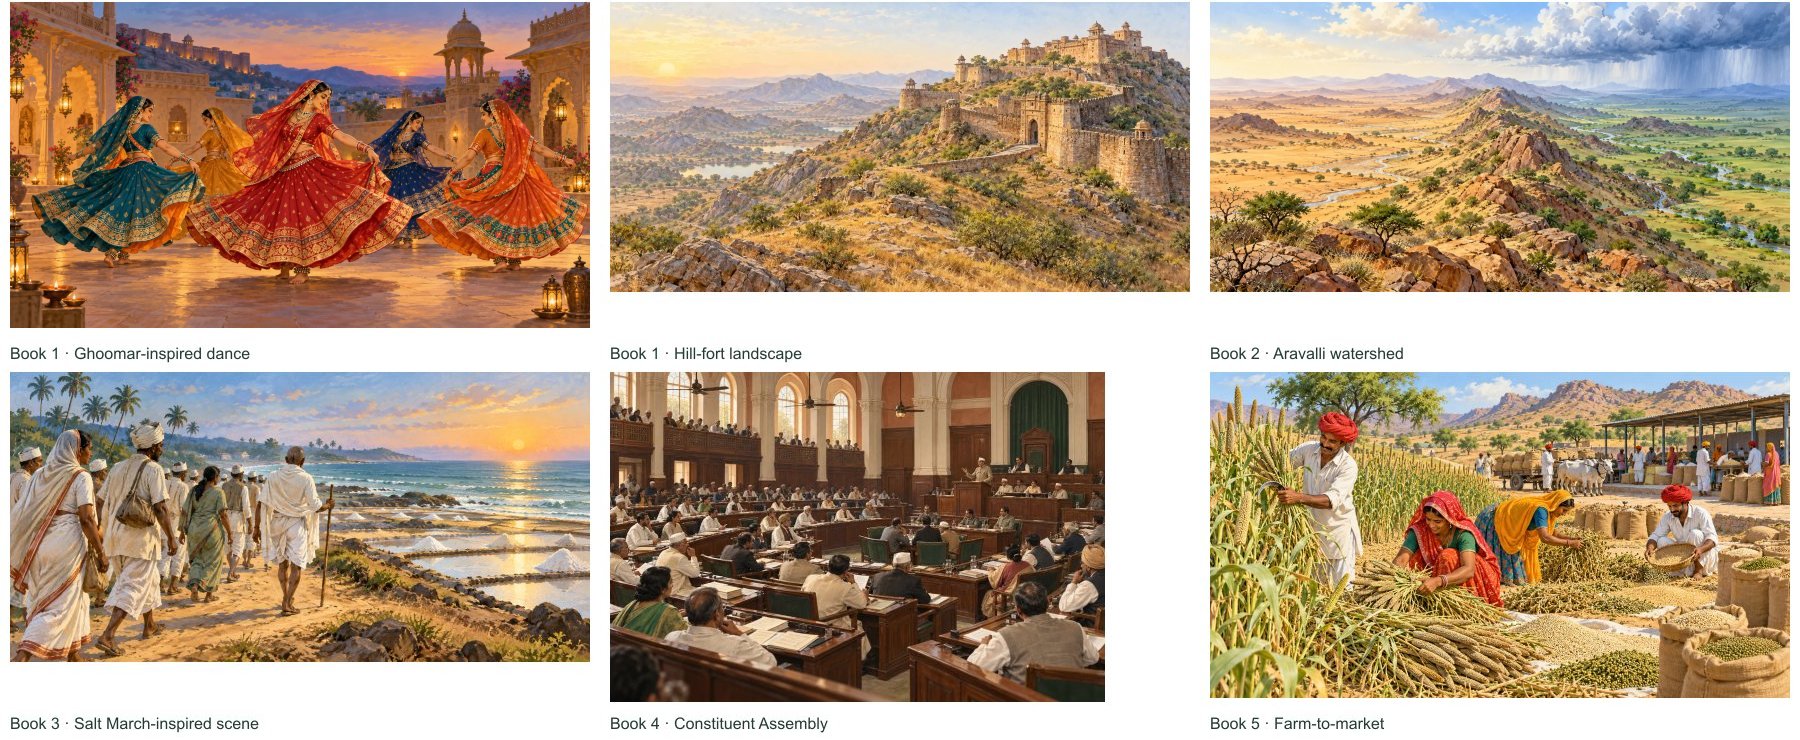 Book 1 · Ghoomar-inspired dance
Book 1 · Hill-fort landscape
Book 2 · Aravalli watershed
Book 3 · Salt March-inspired scene
Book 4 · Constituent Assembly
Book 5 · Farm-to-market